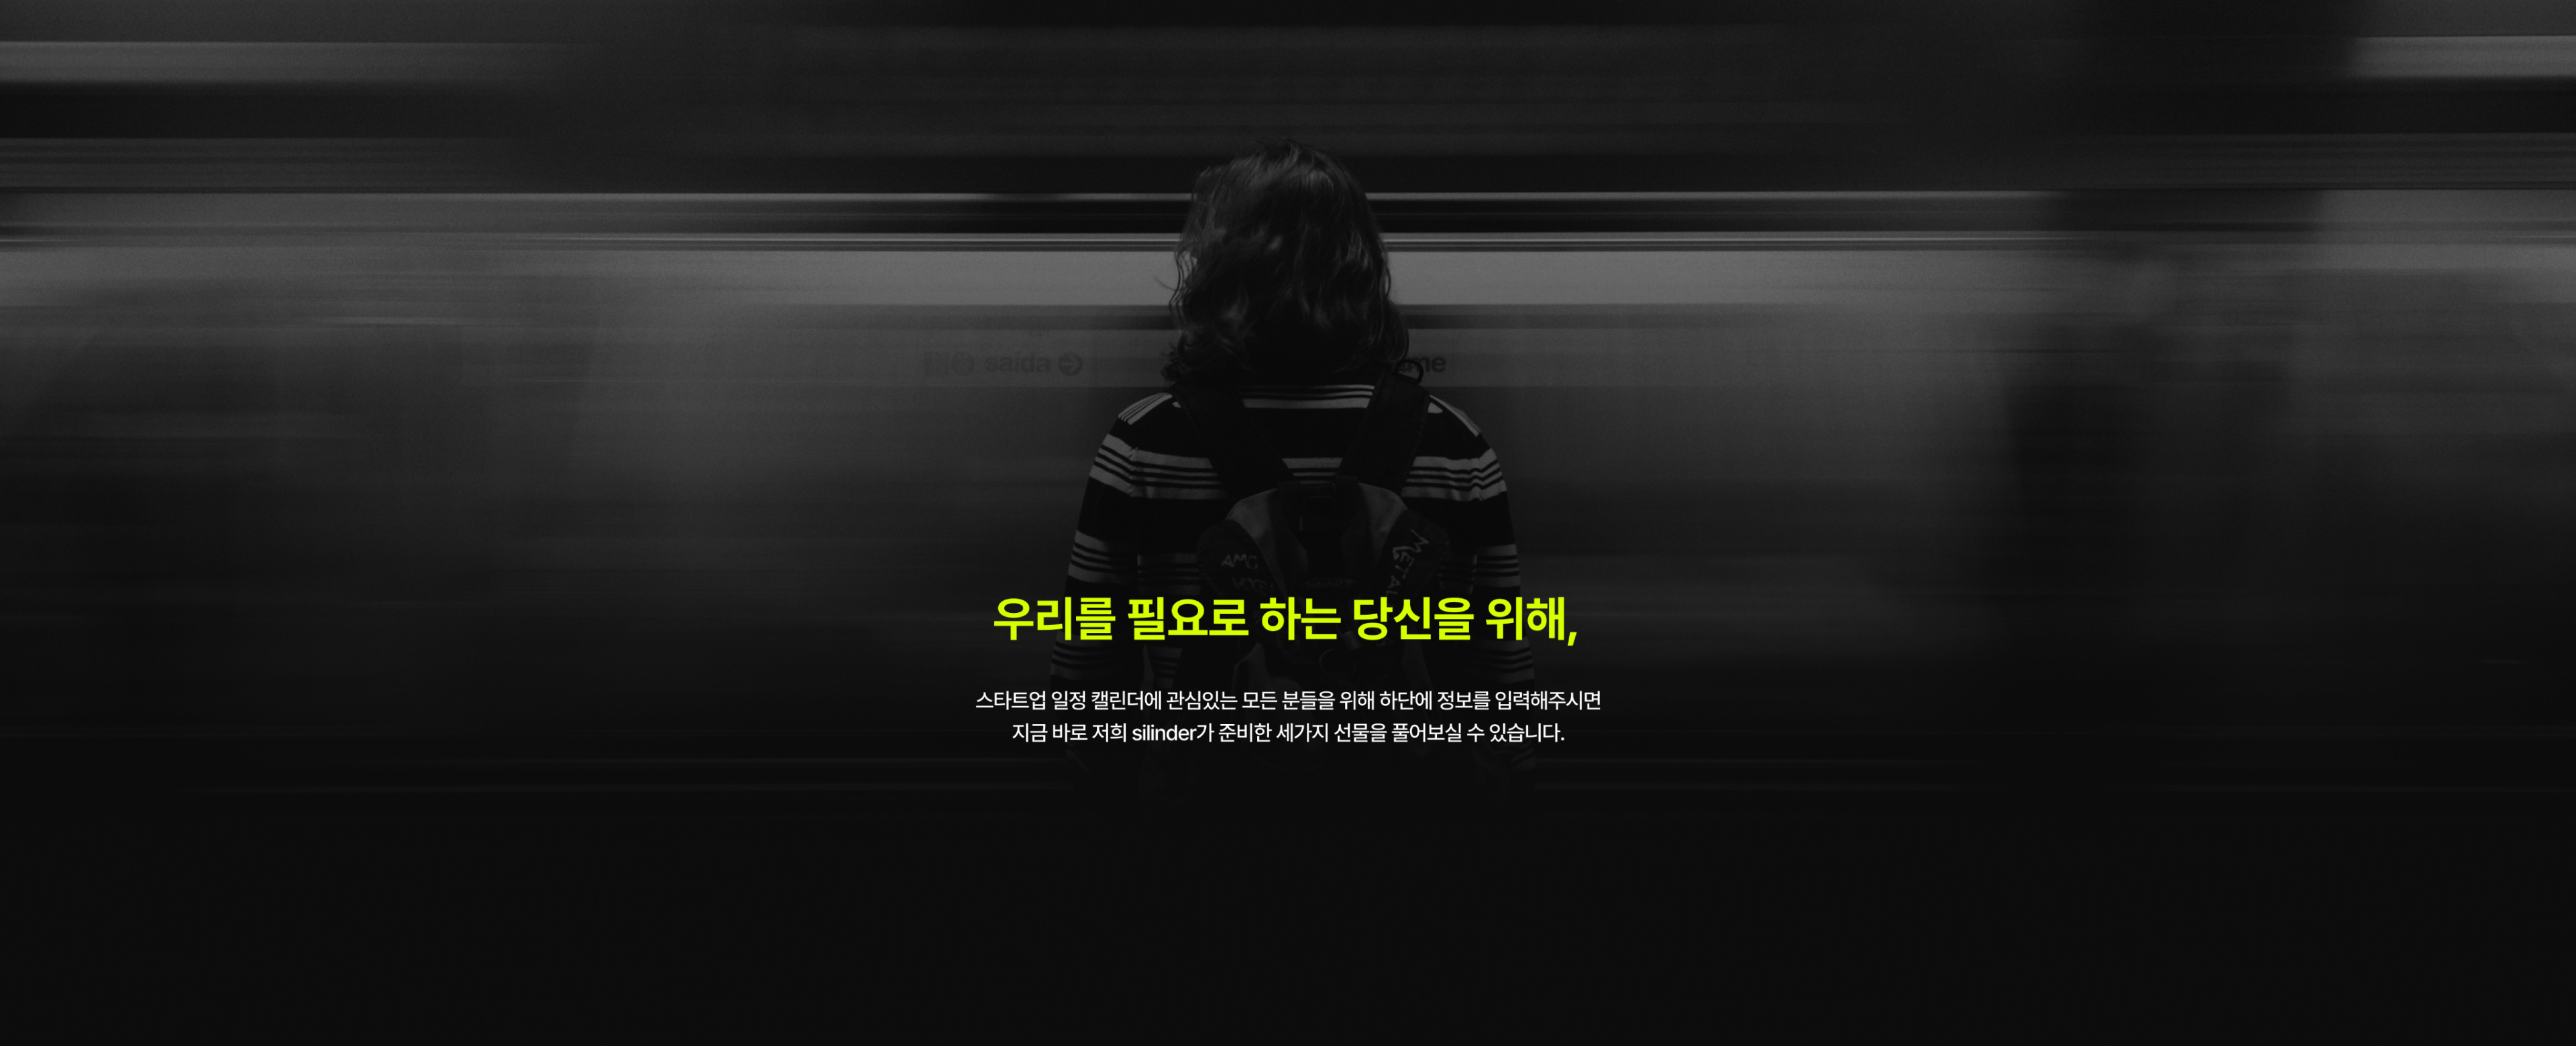 saída
우리를 필요로 하는 당신을 위해,
스타트업 일정 캘린더에 관심있는 모든 분들을 위해 하단에 정보를 입력해주시면
지금 바로 저희 silinder가 준비한 세가지 선물을 풀어보실 수 있습니다.